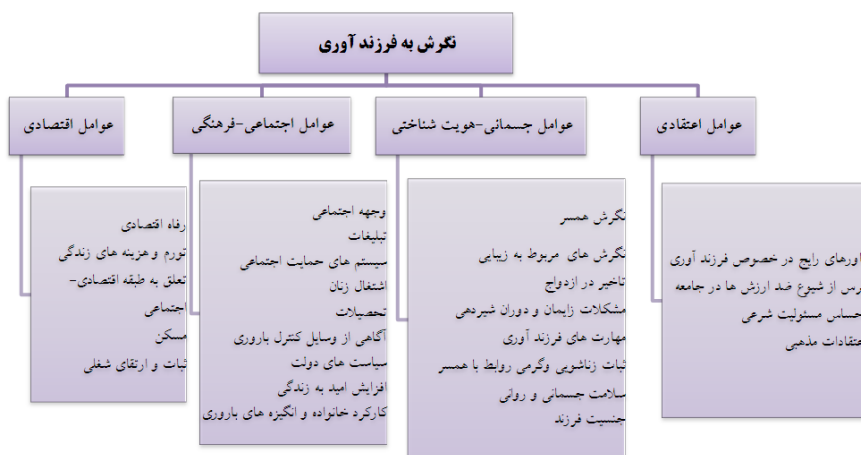 نگرش به فرزند آوری
عوامل اعتقادی
عوامل جسمانی-هویت شناختی
عوامل اجتماعی-فرهنگی
عوامل اقتصادی
اورهای رایج در خصوص فرزند آوری
رس از شیوع ضد ارزش ها در جامعه
حساس مسئولیت شرعی
عتقادات مذهبی
نگرش همسر
نگرش های مربوط به زیبایی
تاخیر در ازدواج
مشکلات زایمان و دوران شیردهی
مهارت های فرزند آوری
ثبات زناشویی وگرمی روابط با همسر
سلامت جسمانی و روانی
جنسیت فرزند
وجهه اجتماعی
تبلیغات
سیستم های حمایت اجتماعی
اشتغال زنان
تحصیلات
آگاهی از وسایل کنترل باروری
سیاست های دولت
افزایش امید به زندگی
کارکرد خانواده و انگیزه های باروری
رفاه اقتصادی
تورم و هزینه های زندگی
تعلق به طبقه اقتصادی-
اجتماعی
مسکن
ثبات و ارتقای شغلی